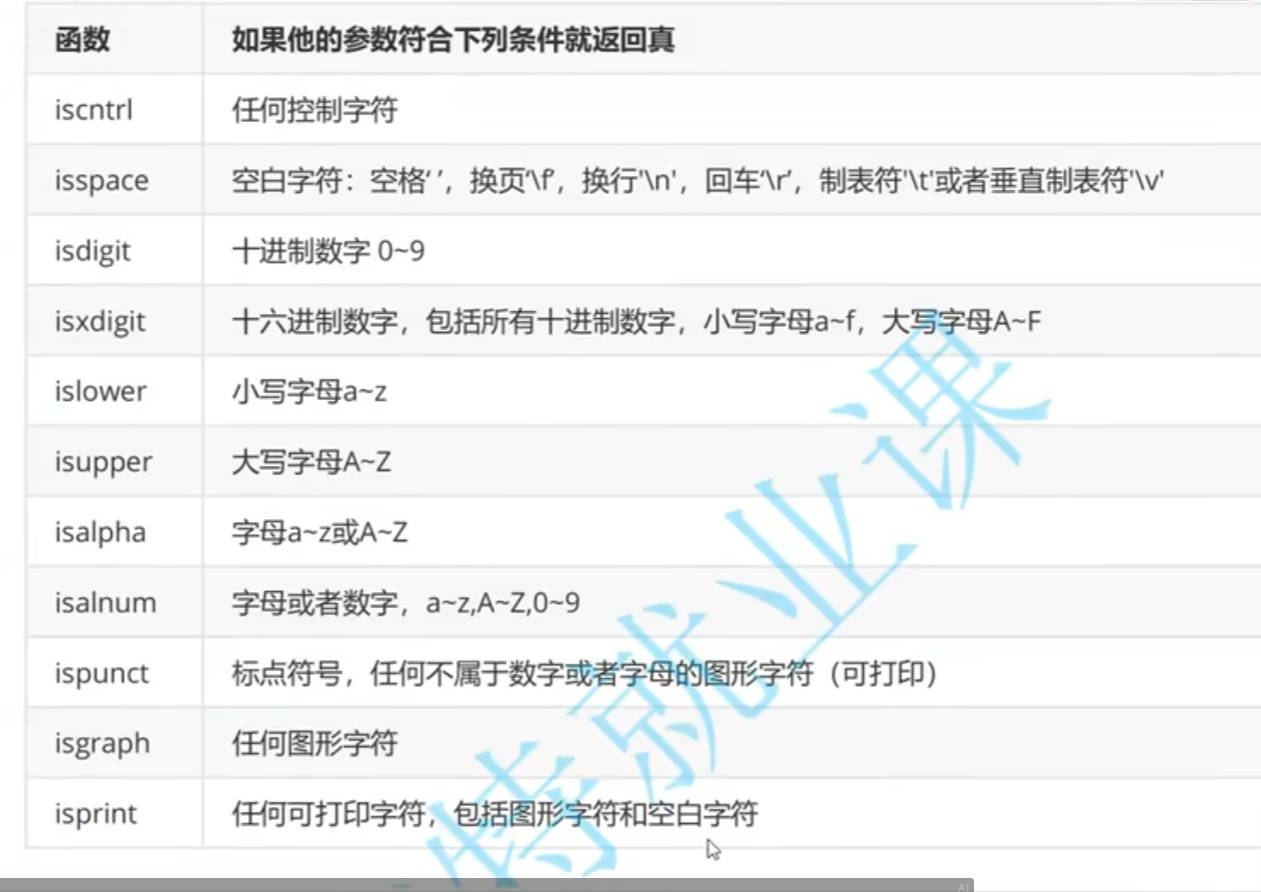 函数 如果他的参数符合下列条件就返回真
iscntrl 任何控制字符
isspace 空白字符：空格‘ ’，换页‘\f’，换行'\n'，回车‘\r’，制表符'\t'或者垂直制表符'\v'
isdigit 十进制数字 0~9
isxdigit 十六进制数字，包括所有十进制数字，小写字母a~f，大写字母A~F
islower 小写字母a~z
isupper 大写字母A~Z
isalpha 字母a~z或A~Z
isalnum 字母或者数字，a~z,A~Z,0~9
ispunct 标点符号，任何不属于数字或者字母的图形字符（可打印）
isgraph 任何图形字符
isprint 任何可打印字符，包括图形字符和空白字符
特就业课
AI